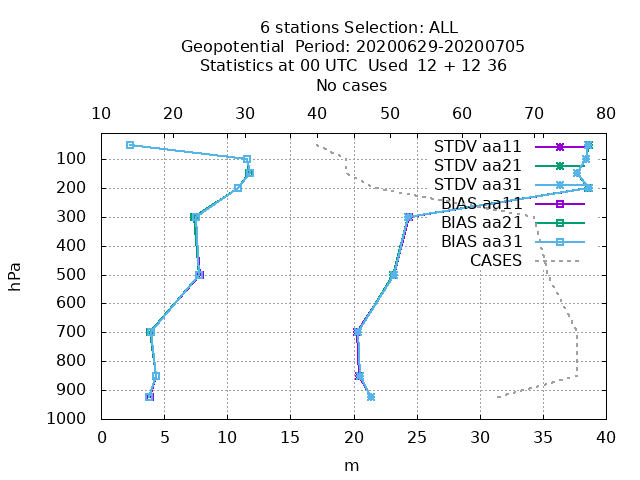 6 stations Selection: ALL
Geopotential  Period: 20200629-20200705
Statistics at 00 UTC  Used  12 + 12 36
No cases
10 20 30 40 50 60 70 80
STDV aa11
100
STDV aa21
STDV aa31
200
BIAS aa11
300
BIAS aa21
400
BIAS aa31
CASES
500
hPa
600
700
800
900
1000
0 5 10 15 20 25 30 35 40
m